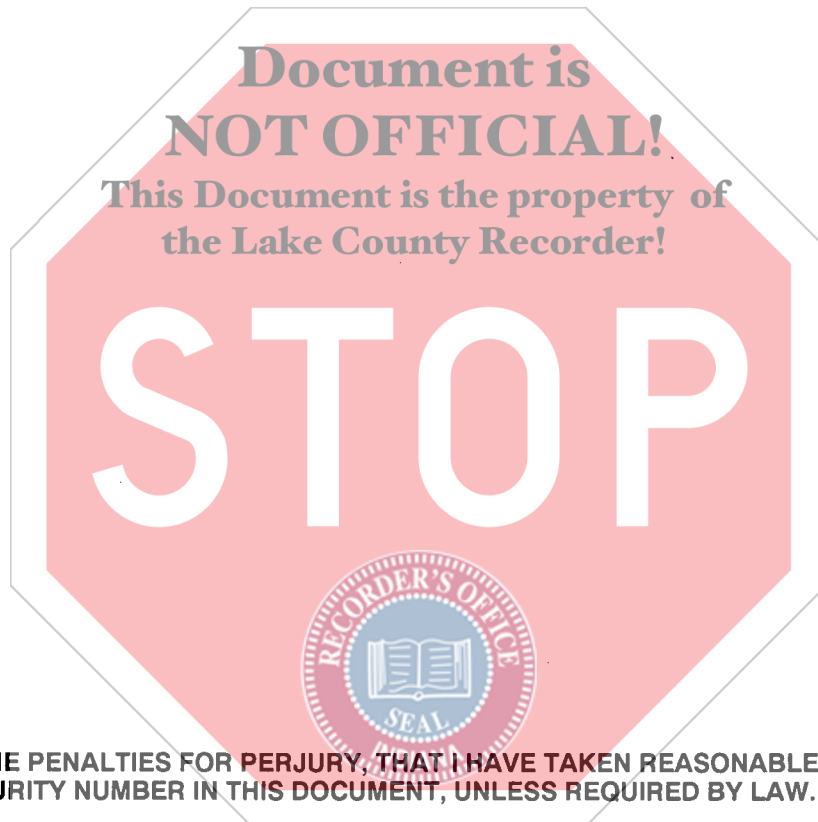 Document is
NOT OFFICIAL!
This Document is the property of
the Lake County Recorder!
STOP
RECORDER'S OFFICE
SEAL
PENALTIES FOR PERJURY, THAT I HAVE TAKEN REASONABLE
NUMBER IN THIS DOCUMENT, UNLESS REQUIRED BY LAW.